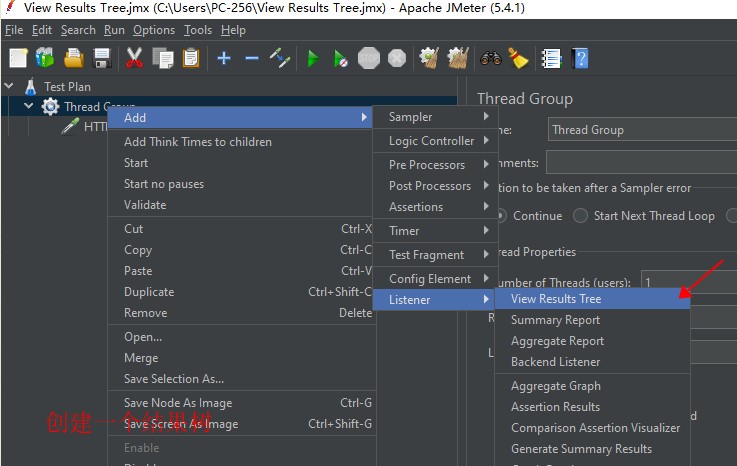 View Results Tree.jmx (C:\Users\PC-256\View Results Tree.jmx) - Apache JMeter (5.4.1)
File Edit Search Run Options Tools Help
Test Plan
Thread Group
HTT
Add
Add Think Times to children
Start
Start no pauses
Validate
Cut Ctrl-X
Copy Ctrl-C
Paste Ctrl-V
Duplicate Ctrl+Shift-C
Remove Delete
Open...
Merge
Save Selection As...
Save Node As Image Ctrl-G
Save Screen As Image Ctrl+Shift-G
Enable
创建一个结果树
Sampler
Logic Controller
Pre Processors
Post Processors
Assertions
Timer
Test Fragment
Config Element
Listener
View Results Tree
Summary Report
Aggregate Report
Backend Listener
Aggregate Graph
Assertion Results
Comparison Assertion Visualizer
Generate Summary Results
Thread Group
me: Thread Group
mments:
tion to be taken after a Sampler error
Continue Start Next Thread Loop
read Properties
umber of Threads (users): 1
R
L
d